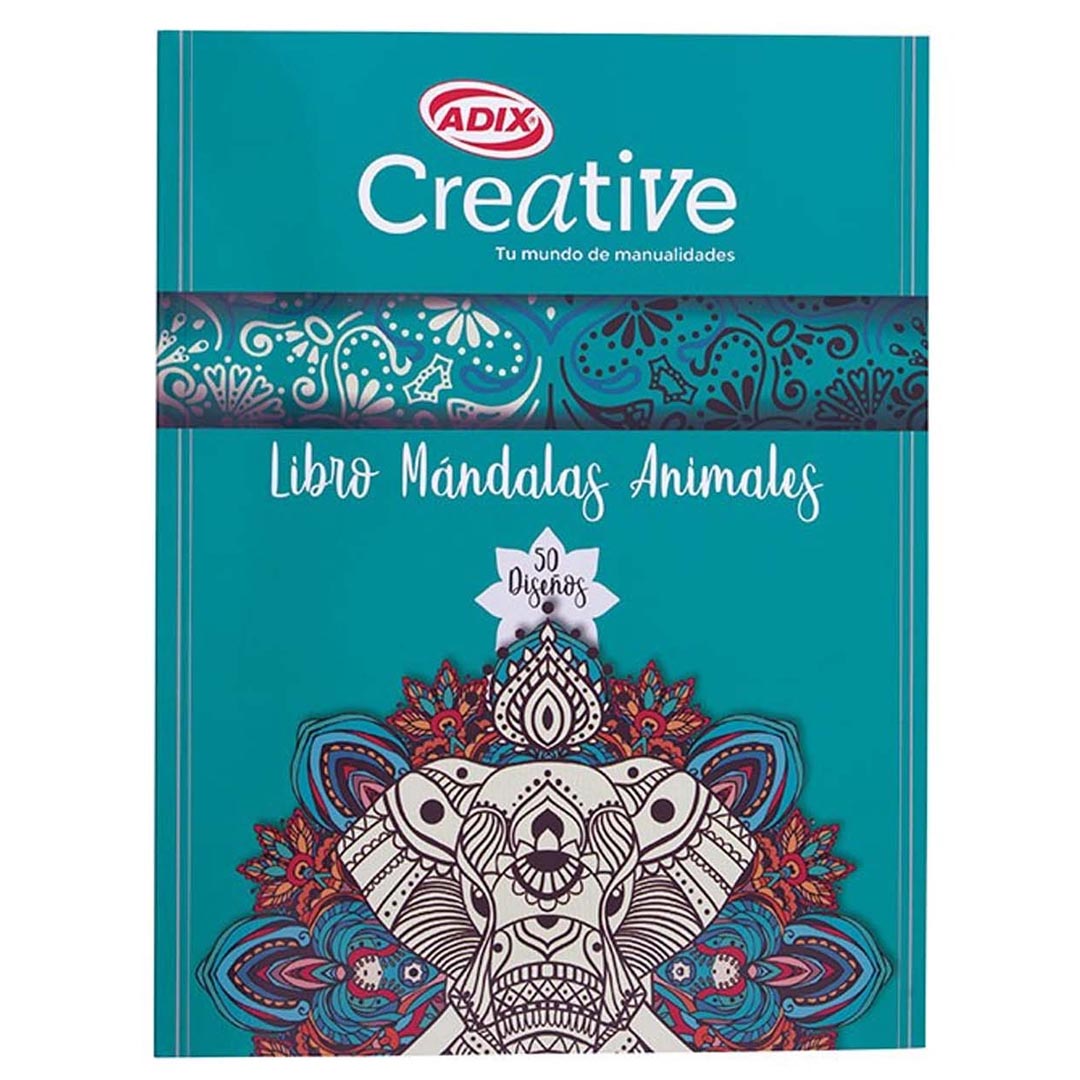 ADIX®
Creative
Tu mundo de manualidades
Libro Mándalas Animales
50
Diseños